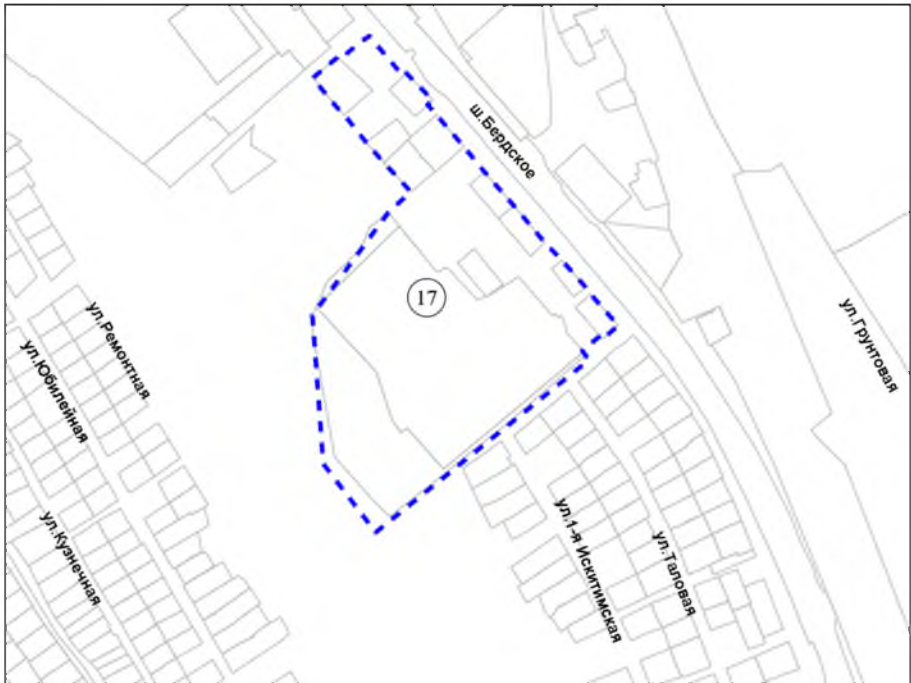 ш.Бердское
17
ул.Грунтовая
ул.Ремонтная
ул.Юбилейная
ул.Кузнечная
ул.1-я Искитимская
ул.Таловая